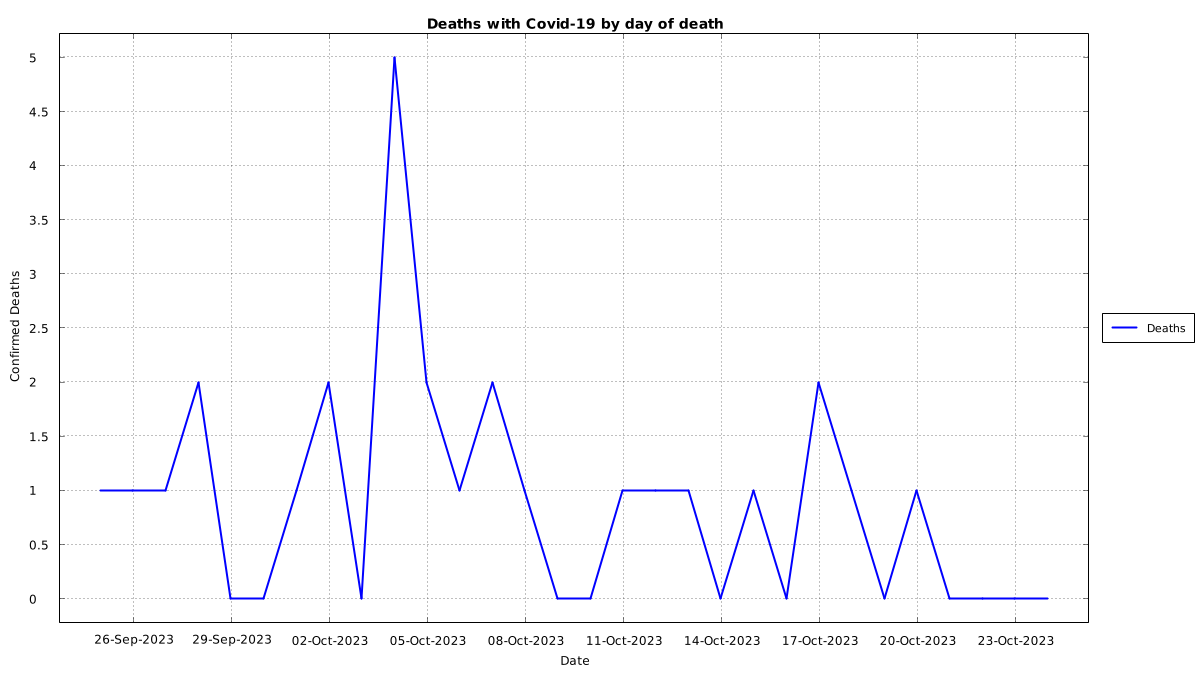 Deaths with Covid-19 by day of death
Confirmed Deaths
5
4.5
4
3.5
3
2.5
2
1.5
1
0.5
0
26-Sep-2023 29-Sep-2023 02-Oct-2023 05-Oct-2023 08-Oct-2023 11-Oct-2023 14-Oct-2023 17-Oct-2023 20-Oct-2023 23-Oct-2023
Date
Deaths